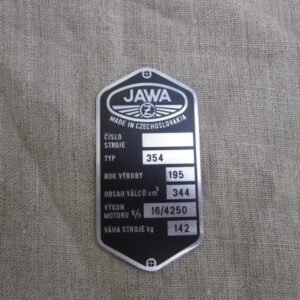 JAWA
ČZ
MADE IN CZECHOSLOVAKIA
ČÍSLO
STROJE
TYP 354
ROK VÝROBY 195
OBSAH VÁLCŮ cm³ 344
VÝKON
MOTORU k/n 16/4250
VÁHA STROJE kg 142